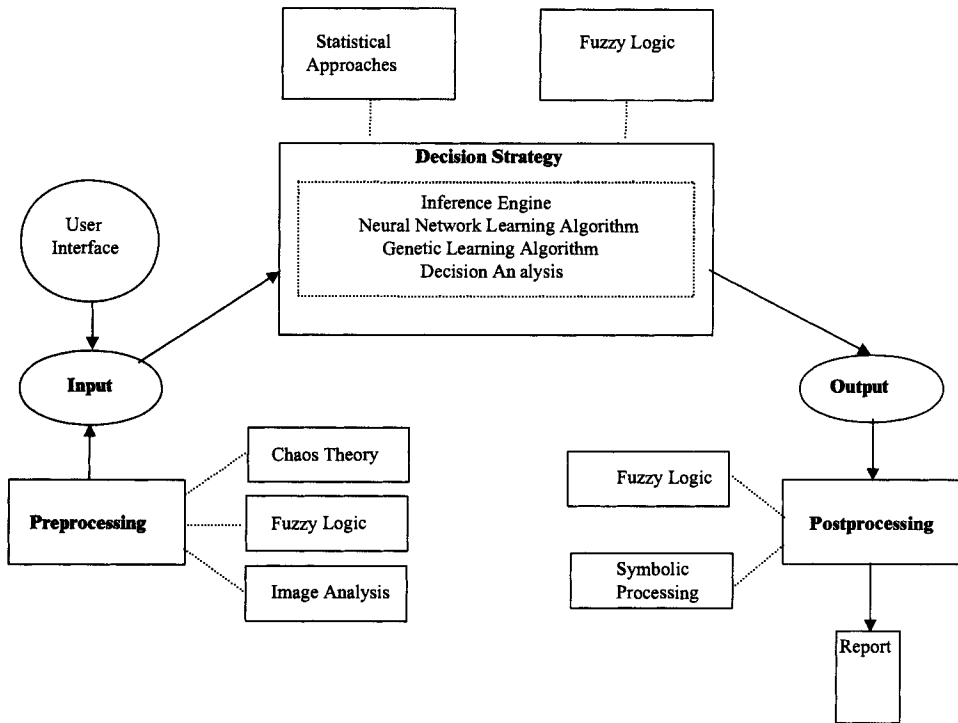 Statistical
Approaches
Fuzzy Logic
Decision Strategy
Inference Engine
Neural Network Learning Algorithm
Genetic Learning Algorithm
Decision An alysis
User
Interface
Input
Output
Chaos Theory
Preprocessing
Fuzzy Logic
Image Analysis
Fuzzy Logic
Postprocessing
Symbolic
Processing
Report